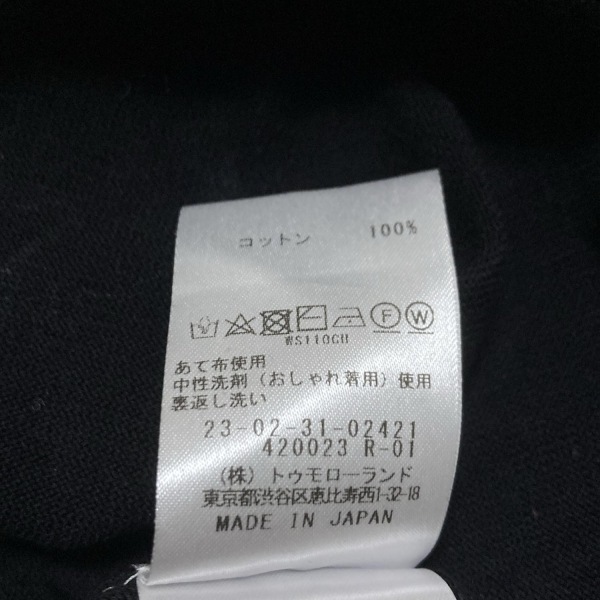 コットン 100%
F W
WS110GH
あて布使用
中性洗剤（おしゃれ着用）使用
裏返し洗い
23-02-31-02421
420023 R-01
（株）トゥモローランド
東京都渋谷区恵比寿西1-32-18
MADE IN JAPAN